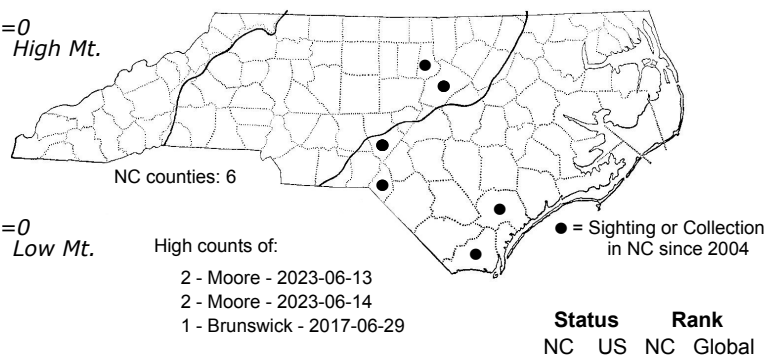 =0
High Mt.
NC counties: 6
=0
Low Mt.
High counts of:
2 - Moore - 2023-06-13
2 - Moore - 2023-06-14
1 - Brunswick - 2017-06-29
● = Sighting or Collection
in NC since 2004
Status Rank
NC US NC Global